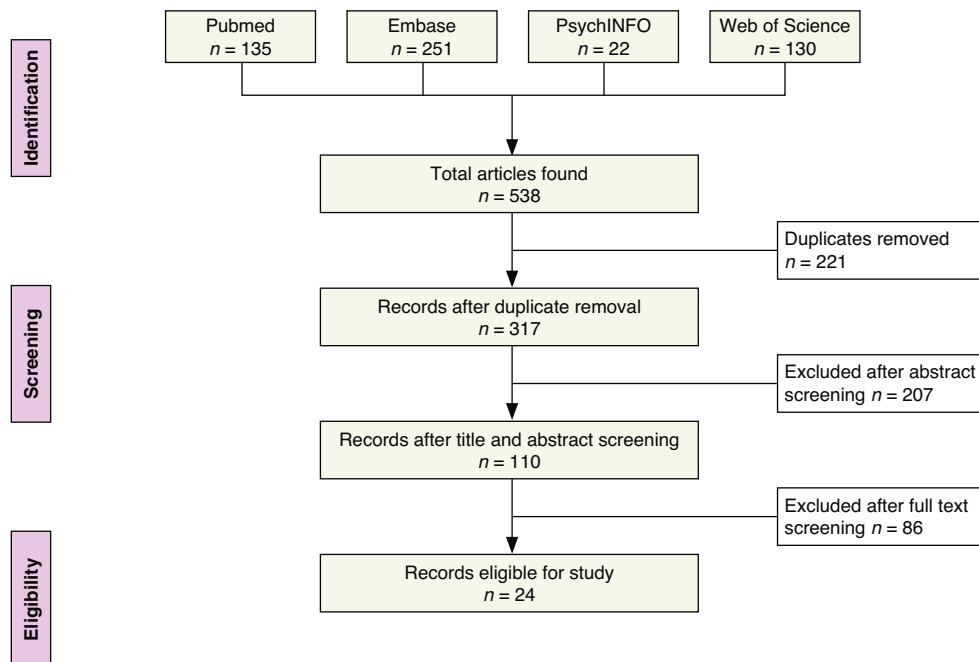 Pubmed
n = 135
Embase
n = 251
PsychINFO
n = 22
Web of Science
n = 130
Identification
Total articles found
n = 538
Duplicates removed
n = 221
Records after duplicate removal
n = 317
Screening
Excluded after abstract
screening n = 207
Records after title and abstract screening
n = 110
Excluded after full text
screening n = 86
Eligibility
Records eligible for study
n = 24